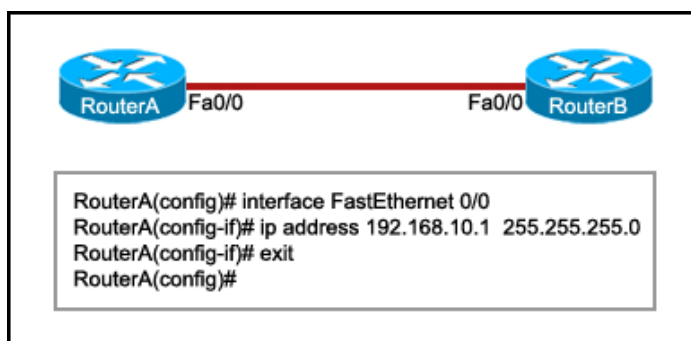 RouterA Fa0/0 Fa0/0 RouterB
RouterA(config)# interface FastEthernet 0/0
RouterA(config-if)# ip address 192.168.10.1 255.255.255.0
RouterA(config-if)# exit
RouterA(config)#